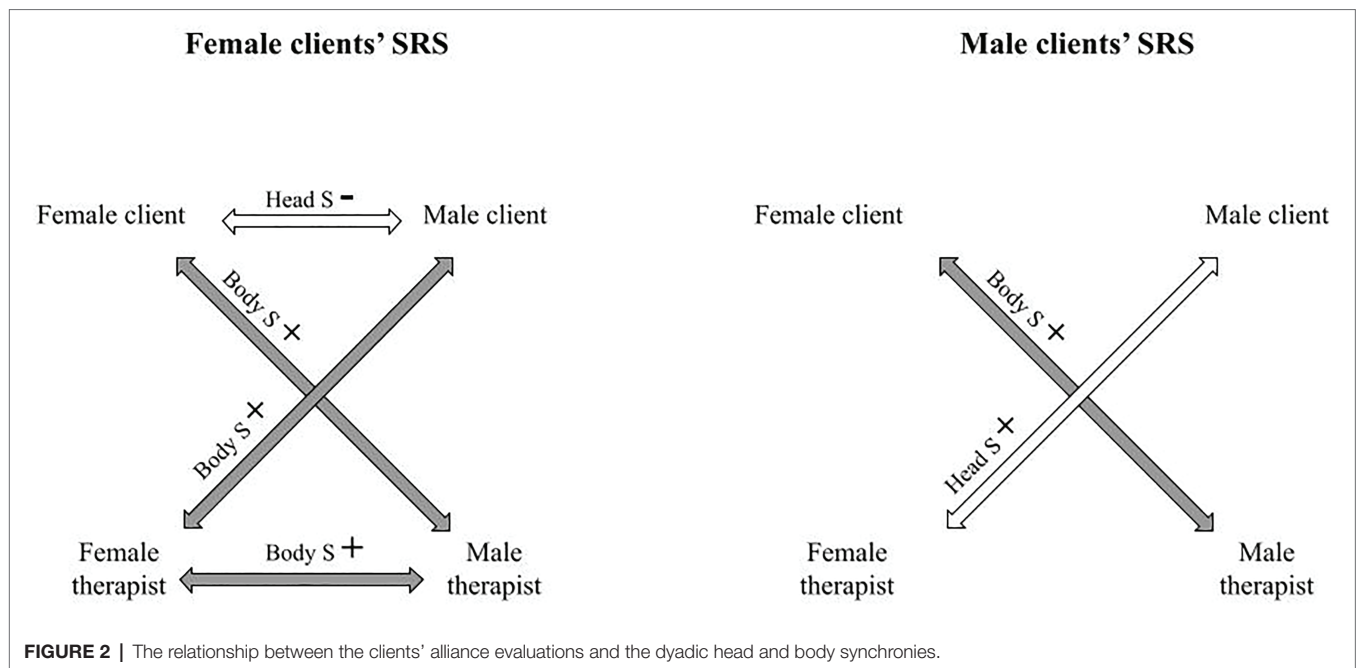 Female clients’ SRS
Male clients’ SRS
Female client
Head S -
Male client
Body S +
Body S +
Female
therapist
Body S +
Male
therapist
Female client
Male client
Body S +
Head S +
Female
therapist
Male
therapist
FIGURE 2 | The relationship between the clients’ alliance evaluations and the dyadic head and body synchronies.